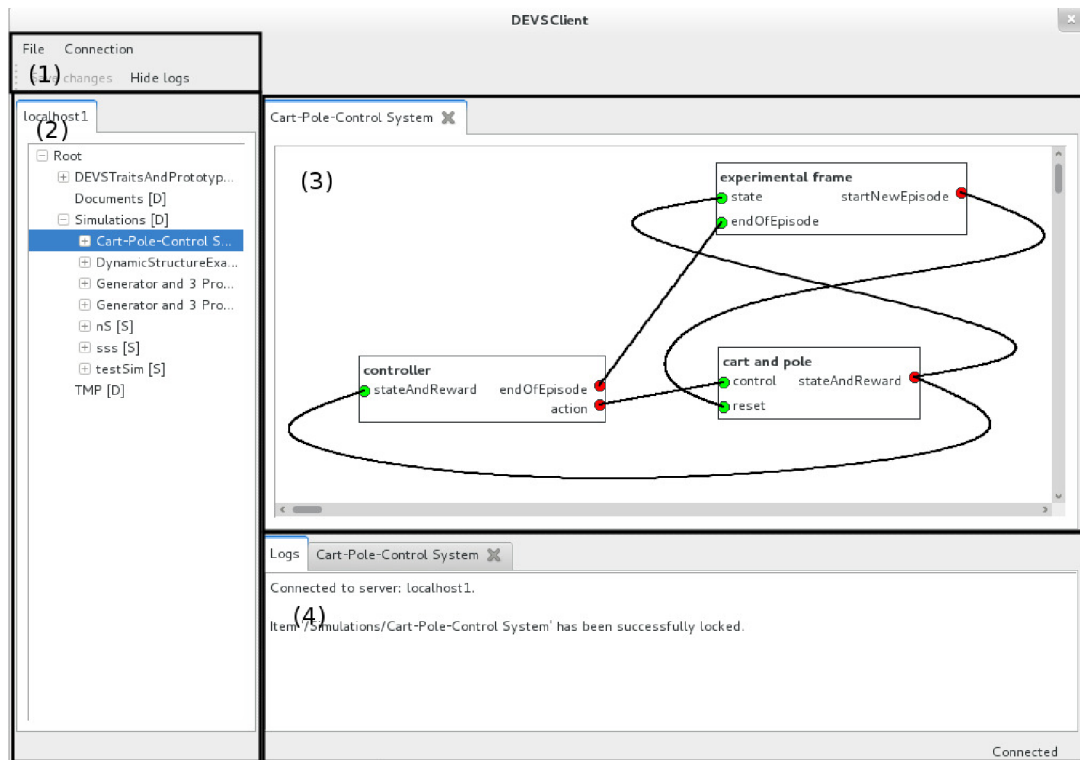 DEVSClient
File Connection
(1)
Save changes Hide logs
localhost1
(2)
Root
DEVSTraitsAndPrototyp...
Documents [D]
Simulations [D]
Cart-Pole-Control S...
DynamicStructureExa...
Generator and 3 Pro...
Generator and 3 Pro...
nS [S]
sss [S]
testSim [S]
TMP [D]
Cart-Pole-Control System
(3)
experimental frame
state startNewEpisode
endOfEpisode
controller
stateAndReward endOfEpisode
action
cart and pole
control stateAndReward
reset
Logs Cart-Pole-Control System
Connected to server: localhost1.
(4)
Item '/Simulations/Cart-Pole-Control System' has been successfully locked.
Connected